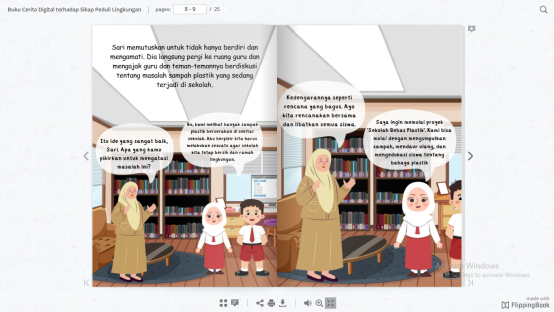 Buku Cerita Digital terhadap Sikap Peduli Lingkungan
pages:
8 - 9
/ 25
Sari memutuskan untuk tidak hanya berdiri dan
mengamati. Dia langsung pergi ke ruang guru dan
mengajak guru dan teman-temannya berdiskusi
tentang masalah sampah plastik yang sedang
terjadi di sekolah.
Itu ide yang sangat baik,
Sari. Apa yang kamu
pikirkan untuk mengatasi
masalah ini?
Bu, kami melihat banyak sampah
plastik berserakan di sekitar
sekolah. Aku berpikir kita harus
melakukan sesuatu agar sekolah
kita tetap bersih dan ramah
lingkungan.
Kedengarannya seperti
rencana yang bagus. Ayo
kita rencanakan bersama
dan libatkan semua siswa.
Saya ingin memulai proyek
'Sekolah Bebas Plastik'. Kami bisa
mulai dengan mengumpulkan
sampah, mendaur ulang, dan
mengedukasi siswa tentang
bahaya plastik
Windows
to activate Windows.
made with
FlippingBook